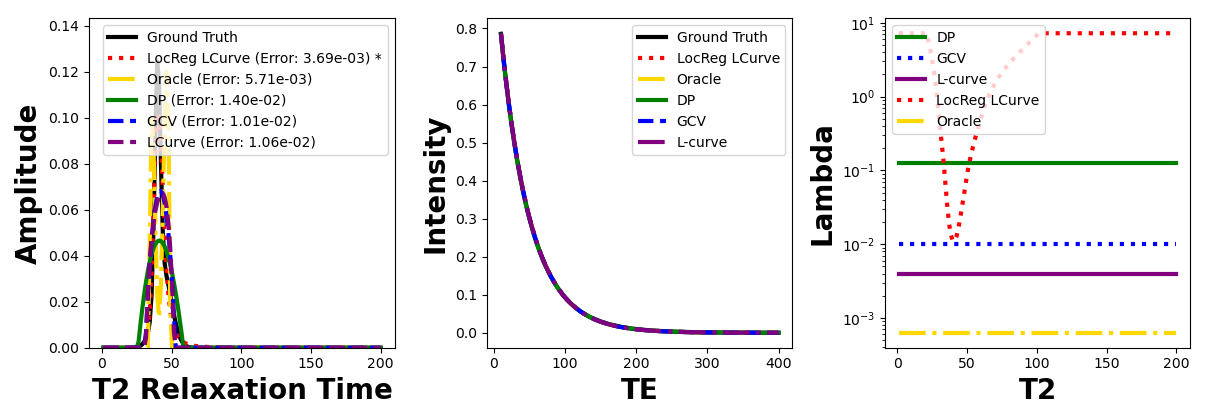 0.14
0.12
0.10
0.08
0.06
0.04
0.02
0.00
Amplitude
Ground Truth
LocReg LCurve (Error: 3.69e-03) *
Oracle (Error: 5.71e-03)
DP (Error: 1.40e-02)
GCV (Error: 1.01e-02)
LCurve (Error: 1.06e-02)
0 50 100 150 200
T2 Relaxation Time
0.8
0.7
0.6
0.5
0.4
0.3
0.2
0.1
0.0
Intensity
Ground Truth
LocReg LCurve
Oracle
DP
GCV
L-curve
0 100 200 300 400
TE
10¹
10⁰
10⁻¹
10⁻²
10⁻³
Lambda
DP
GCV
L-curve
LocReg LCurve
Oracle
0 50 100 150 200
T2